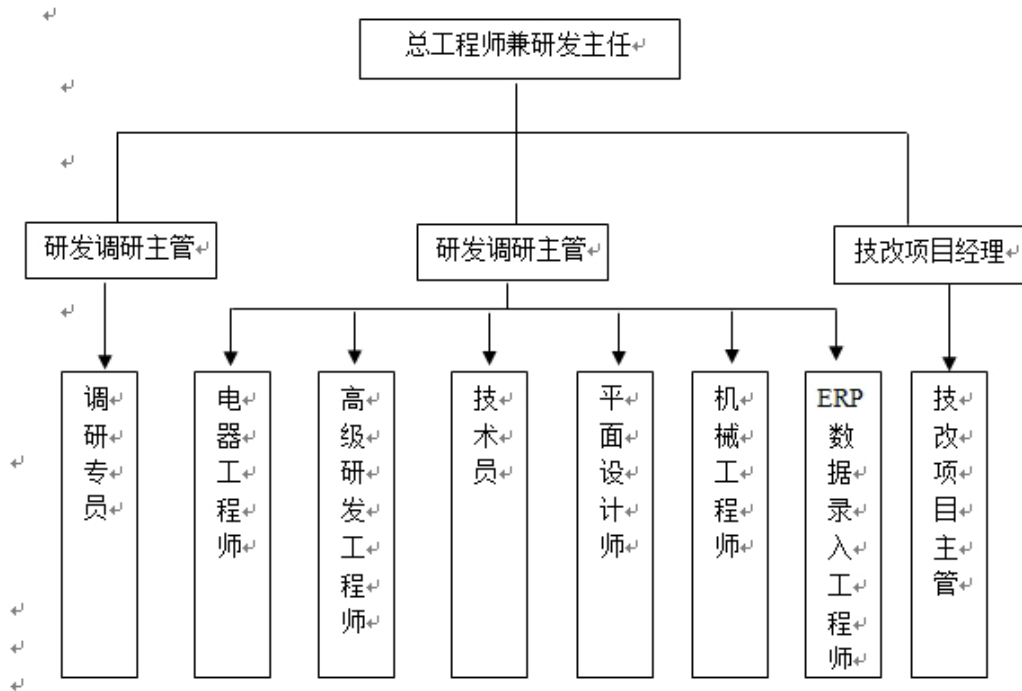 总工程师兼研发主任
研发调研主管
研发调研主管
技改项目经理
调研专员
电器工程师
高级研发工程师
技术员
平面设计师
机械工程师
ERP数据录入工程师
技改项目主管